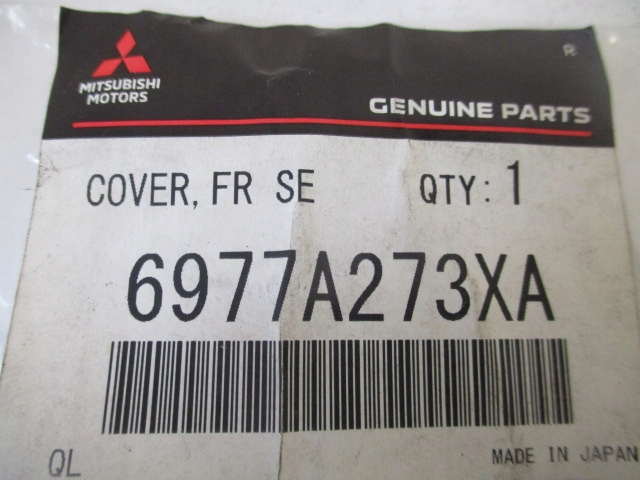 R
MITSUBISHI
MOTORS
GENUINE PARTS
COVER, FR SE
QTY: 1
6977A273XA
QL
MADE IN JAPAN